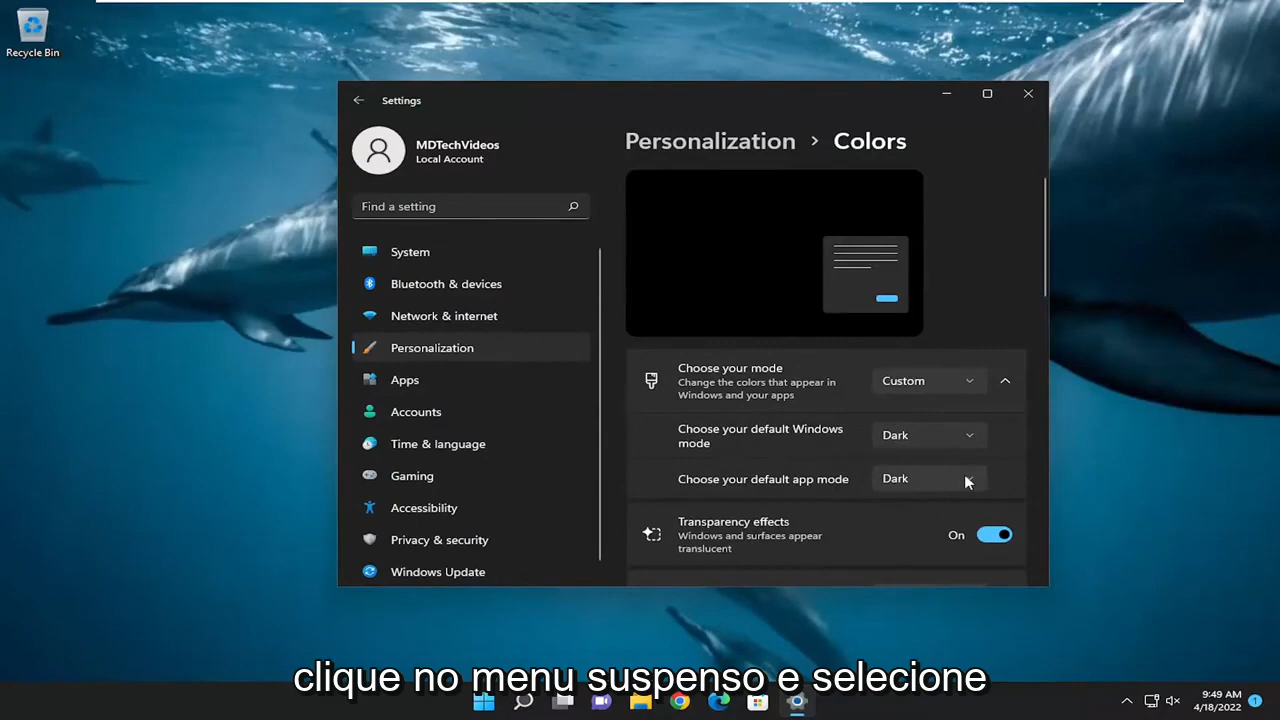 Recycle Bin
Settings
MDTechVideos
Local Account
Find a setting
System
Bluetooth & devices
Network & internet
Personalization
Apps
Accounts
Time & language
Gaming
Accessibility
Privacy & security
Windows Update
Personalization > Colors
Choose your mode
Change the colors that appear in
Windows and your apps
Custom
Choose your default Windows
mode
Dark
Choose your default app mode
Dark
Transparency effects
Windows and surfaces appear
translucent
On
clique no menu suspenso e selecione
9:49 AM
4/18/2022
1